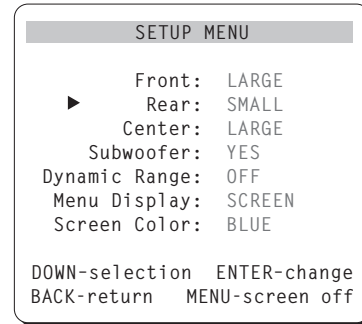 SETUP MENU
Front: LARGE
Rear: SMALL
Center: LARGE
Subwoofer: YES
Dynamic Range: OFF
Menu Display: SCREEN
Screen Color: BLUE
DOWN-selection ENTER-change
BACK-return MENU-screen off